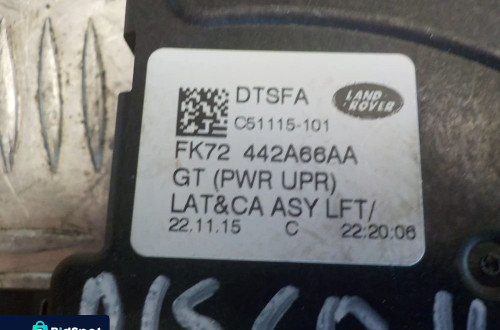 DTSFA
LAND
ROVER
C51115-101
FK72 442A66AA
GT (PWR UPR)
LAT&CA ASY LFT/
22.11.15 C 22:20:06
BidSpot